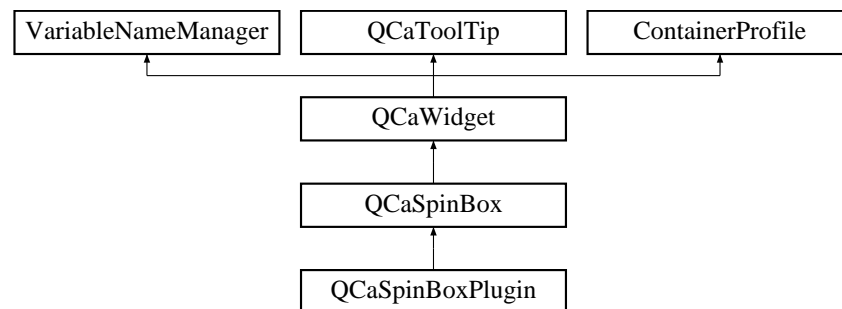 VariableNameManager QCaToolTip ContainerProfile
QCaWidget
QCaSpinBox
QCaSpinBoxPlugin